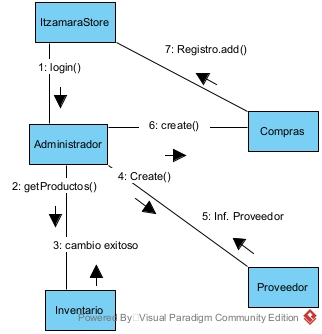 ItzamaraStore
7: Registro.add()
1: login()
6: create()
Compras
Administrador
2: getProductos()
4: Create()
5: Inf. Proveedor
3: cambio exitoso
Inventario
Proveedor
Powered By Visual Paradigm Community Edition